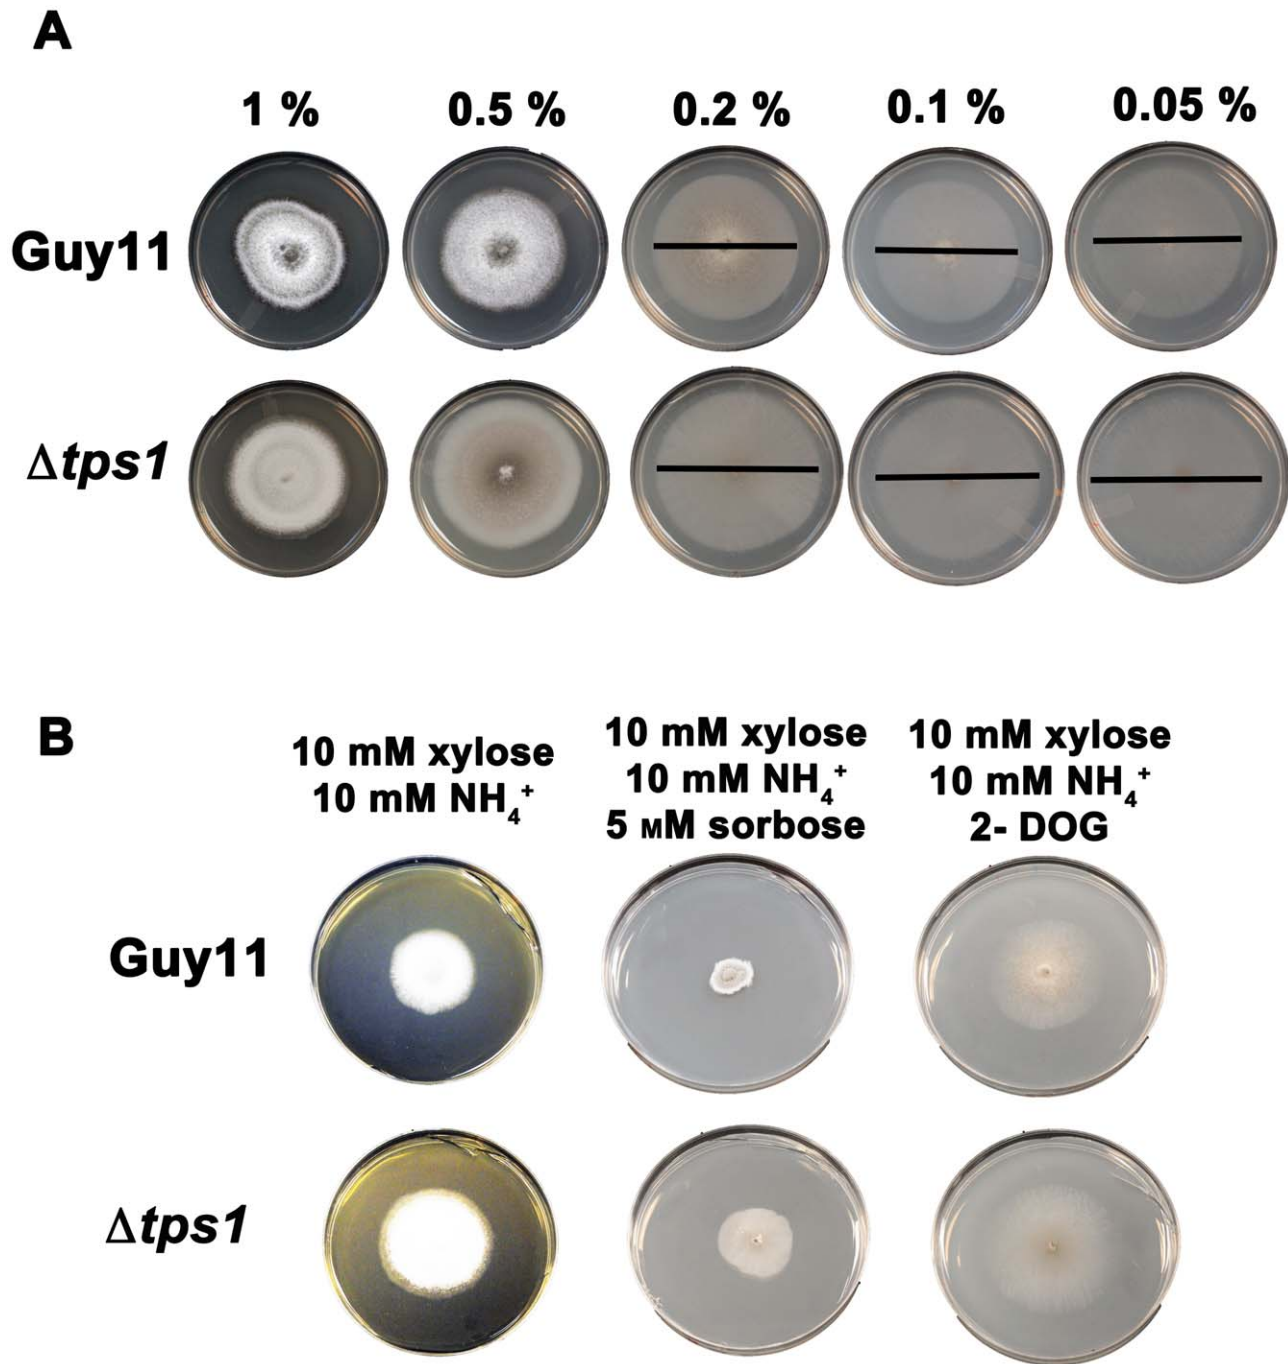 A
1 % 0.5 % 0.2 % 0.1 % 0.05 %
Guy11
Δtps1
B
10 mM xylose
10 mM NH₄⁺
10 mM xylose
10 mM NH₄⁺
5 мM sorbose
10 mM xylose
10 mM NH₄⁺
2- DOG
Guy11
Δtps1